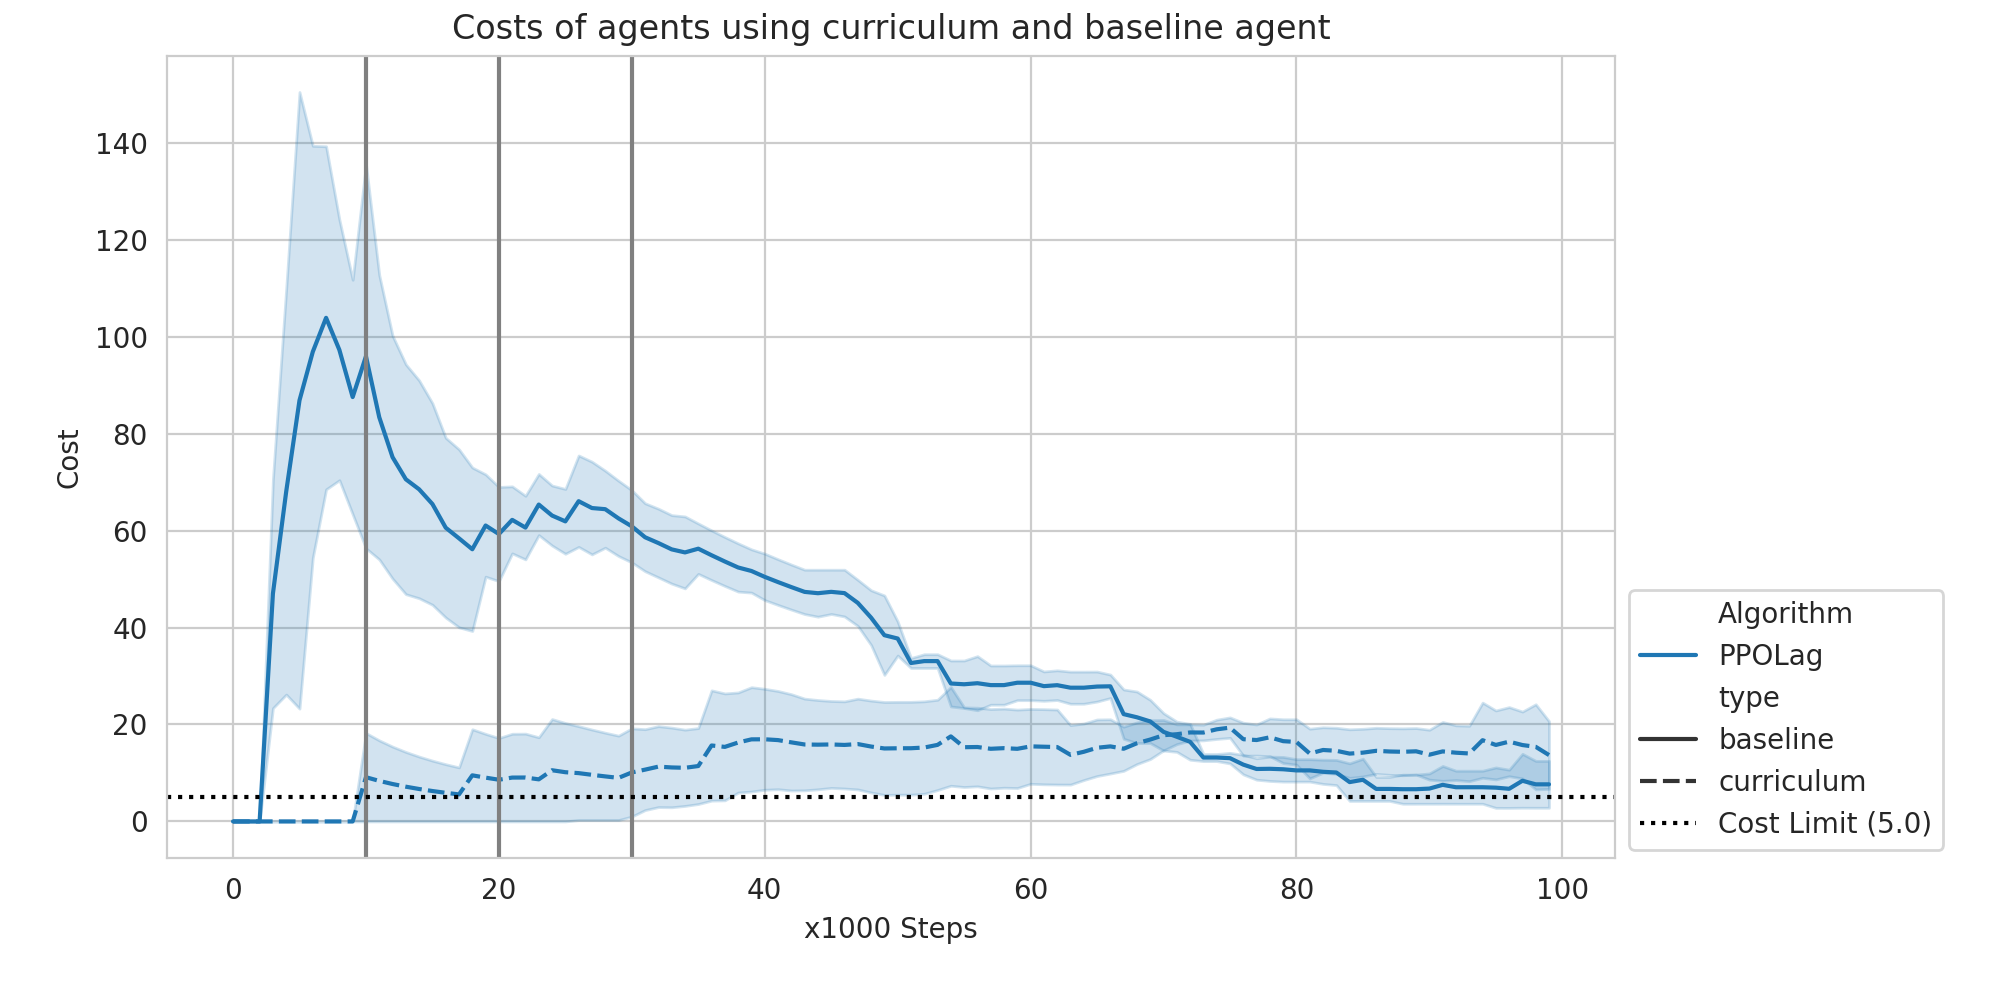 Costs of agents using curriculum and baseline agent
140
120
100
80
60
40
20
0
Cost
0 20 40 60 80 100
x1000 Steps
Algorithm
PPOLag
type
baseline
curriculum
Cost Limit (5.0)